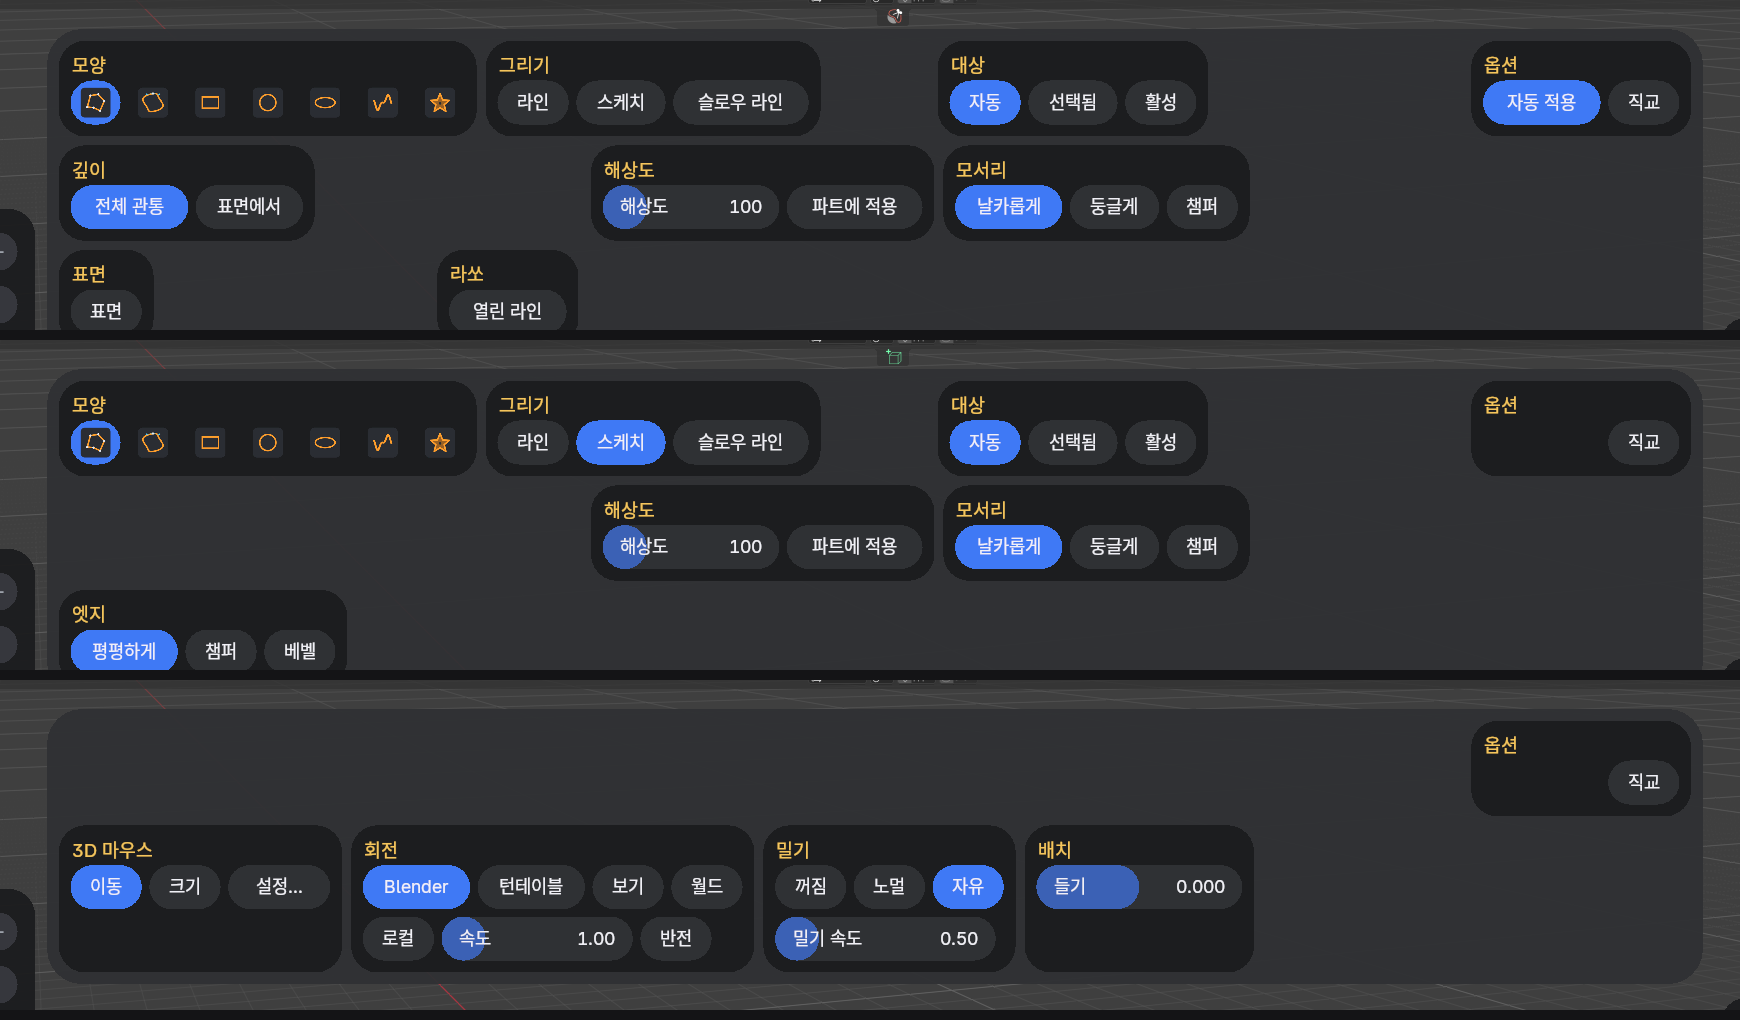 모양 그리기 대상 옵션
라인 스케치 슬로우 라인 자동 선택됨 활성 자동 적용 직교
깊이 해상도 모서리
전체 관통 표면에서 해상도 100 파트에 적용 날카롭게 둥글게 챔퍼
표면 라쏘
표면 열린 라인
모양 그리기 대상 옵션
라인 스케치 슬로우 라인 자동 선택됨 활성 직교
해상도 모서리
해상도 100 파트에 적용 날카롭게 둥글게 챔퍼
엣지
평평하게 챔퍼 베벨
옵션
직교
3D 마우스 회전 밀기 배치
이동 크기 설정... Blender 턴테이블 보기 월드 꺼짐 노멀 자유 들기 0.000
로컬 속도 1.00 반전 밀기 속도 0.50